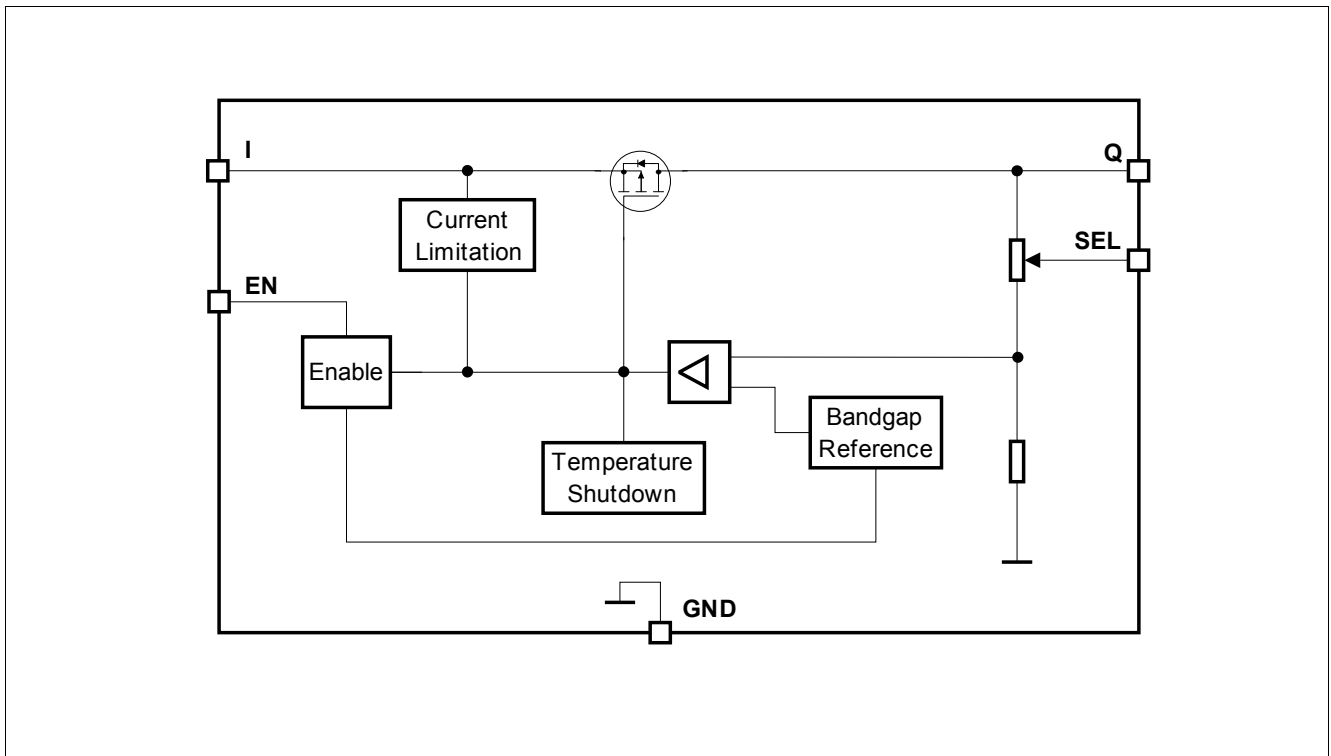 I
Q
Current
Limitation
SEL
EN
Enable
Bandgap
Reference
Temperature
Shutdown
GND